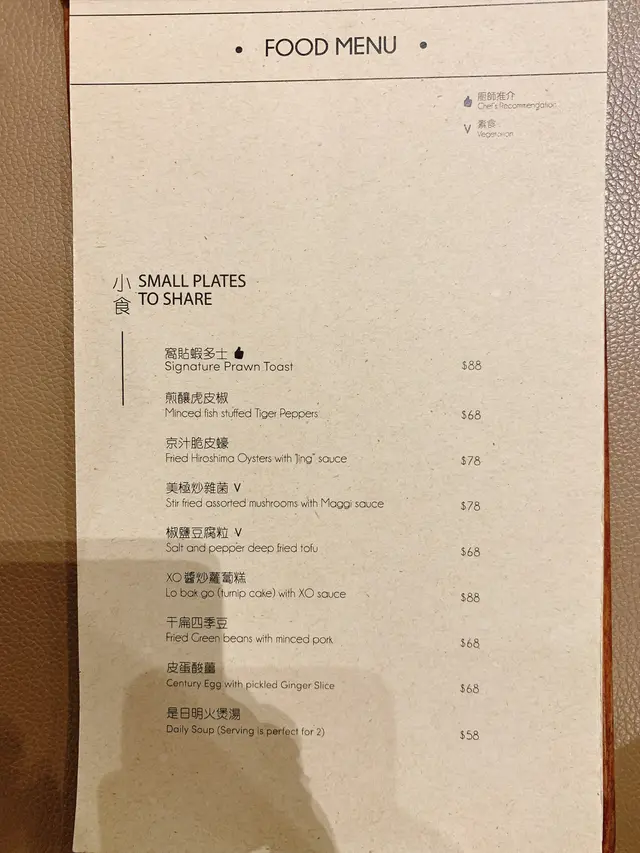 • FOOD MENU •
厨師推介
Chef's Recommendation
V 素食
Vegetarian
小食
SMALL PLATES
TO SHARE
窩貼蝦多士
Signature Prawn Toast $88
煎釀虎皮椒
Minced fish stuffed Tiger Peppers $68
京汁脆皮蠔
Fried Hiroshima Oysters with "Jing" sauce $78
美極炒雜菌 V
Stir fried assorted mushrooms with Maggi sauce $78
椒鹽豆腐粒 V
Salt and pepper deep fried tofu $68
XO 醬炒蘿蔔糕
Lo bak go (turnip cake) with XO sauce $88
干扁四季豆
Fried Green beans with minced pork $68
皮蛋酸薑
Century Egg with pickled Ginger Slice $68
是日明火煲湯
Daily Soup (Serving is perfect for 2) $58